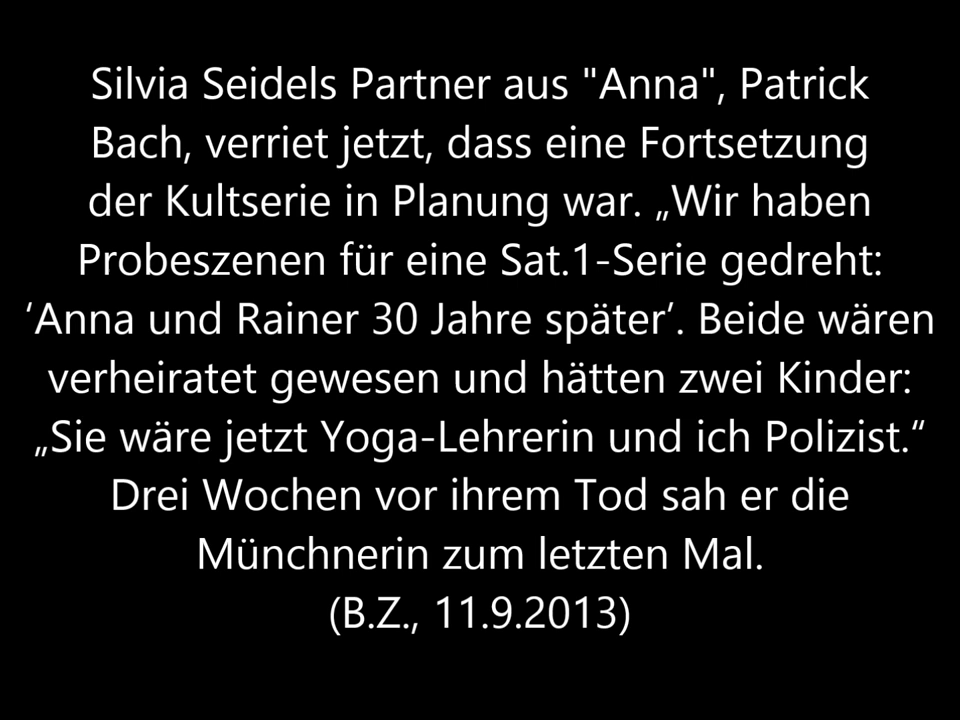 Silvia Seidels Partner aus "Anna", Patrick
Bach, verriet jetzt, dass eine Fortsetzung
der Kultserie in Planung war. „Wir haben
Probeszenen für eine Sat.1-Serie gedreht:
‘Anna und Rainer 30 Jahre später’. Beide wären
verheiratet gewesen und hätten zwei Kinder:
„Sie wäre jetzt Yoga-Lehrerin und ich Polizist.“
Drei Wochen vor ihrem Tod sah er die
Münchnerin zum letzten Mal.
(B.Z., 11.9.2013)